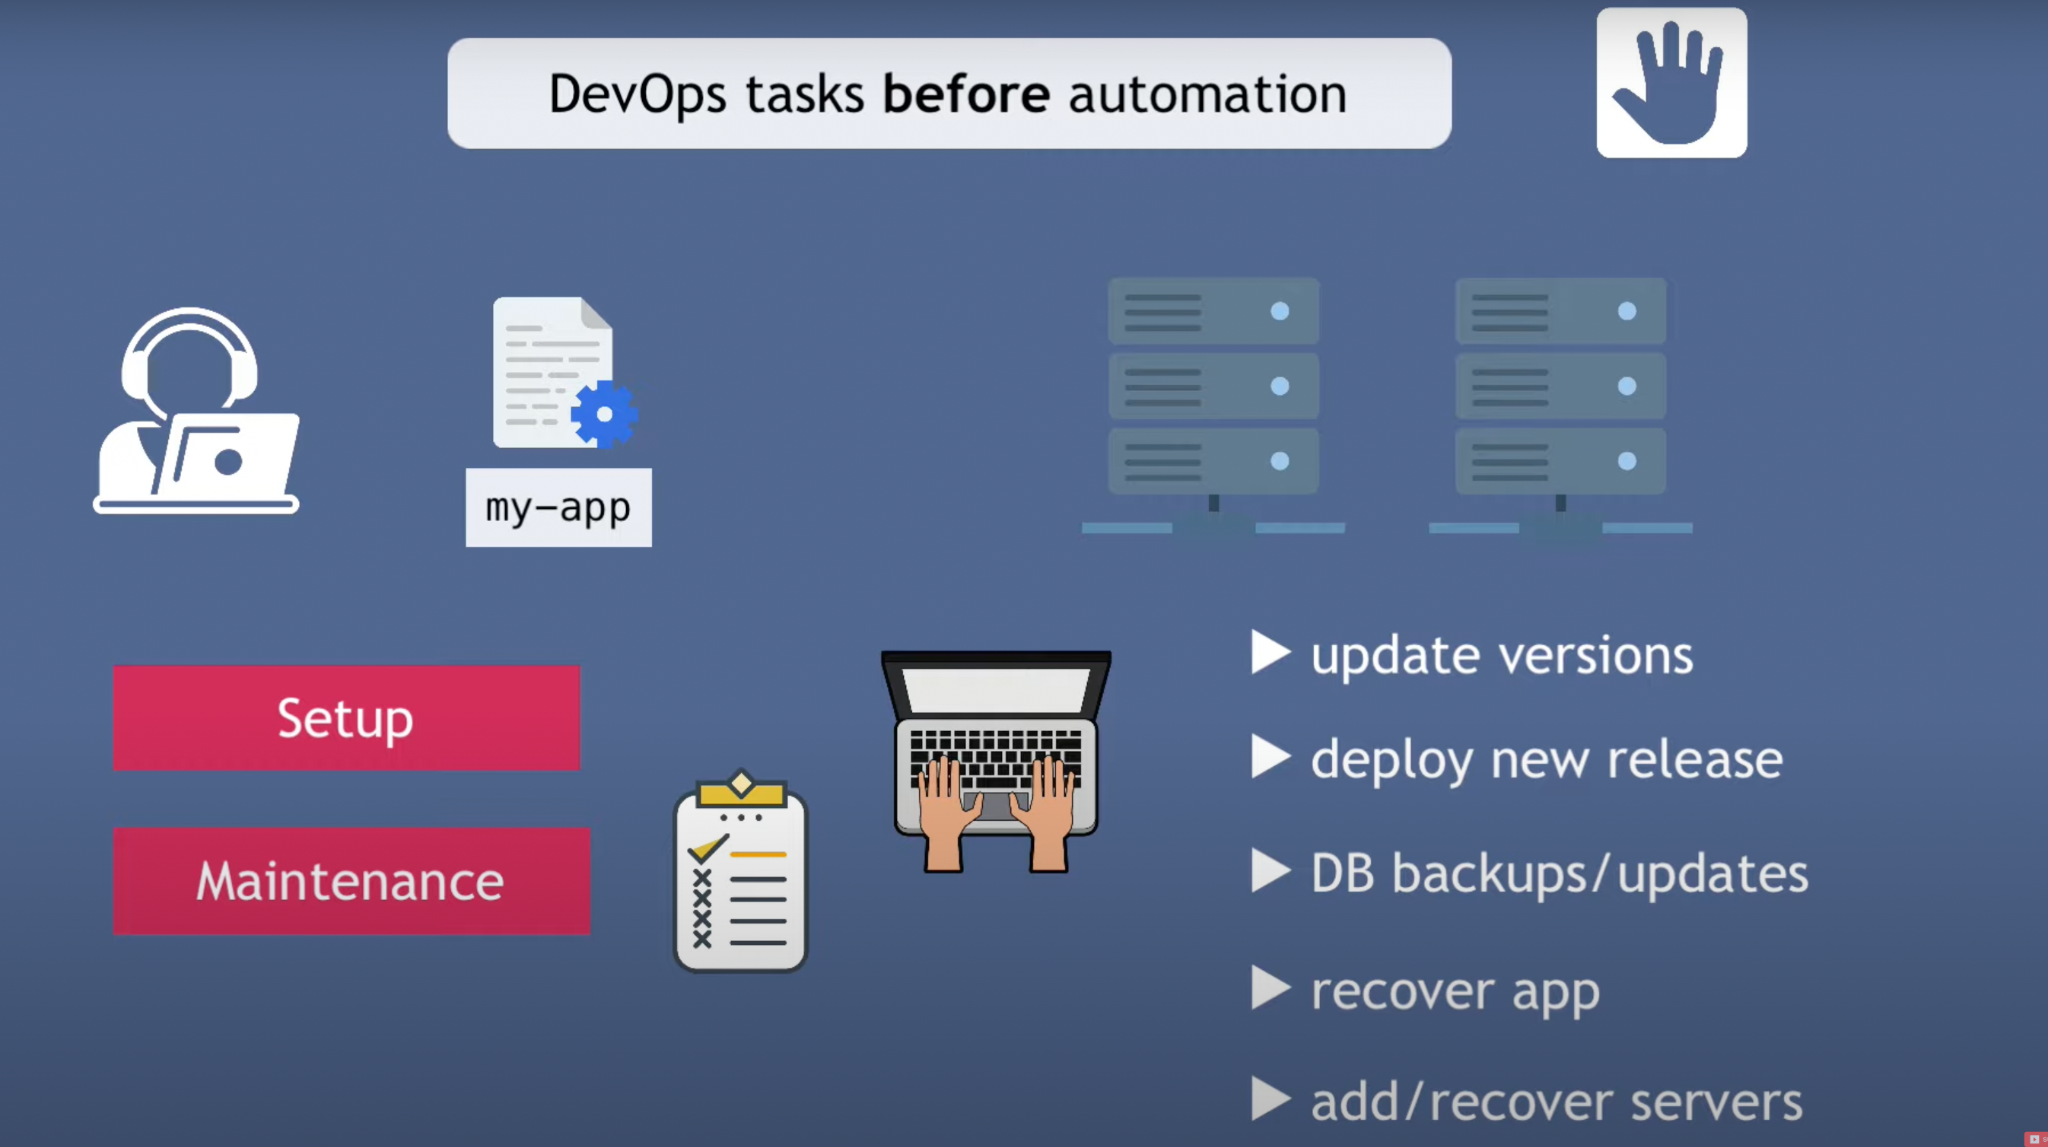 DevOps tasks before automation
my-app
Setup
Maintenance
update versions
deploy new release
DB backups/updates
recover app
add/recover servers